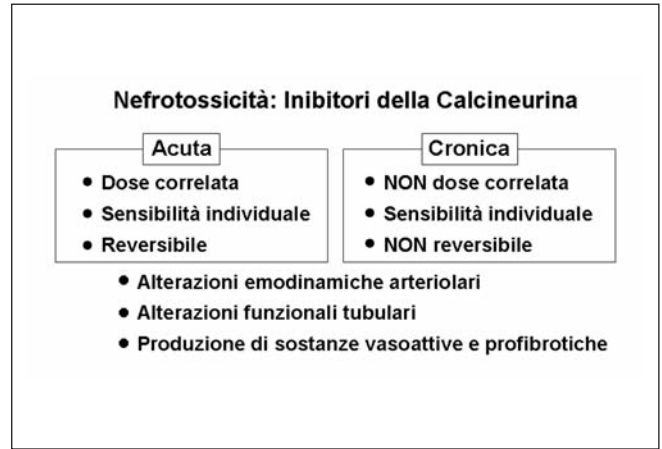 Nefrotossicità: Inibitori della Calcineurina
Acuta
• Dose correlata
• Sensibilità individuale
• Reversibile
Cronica
• NON dose correlata
• Sensibilità individuale
• NON reversibile
• Alterazioni emodinamiche arteriolari
• Alterazioni funzionali tubulari
• Produzione di sostanze vasoattive e profibrotiche